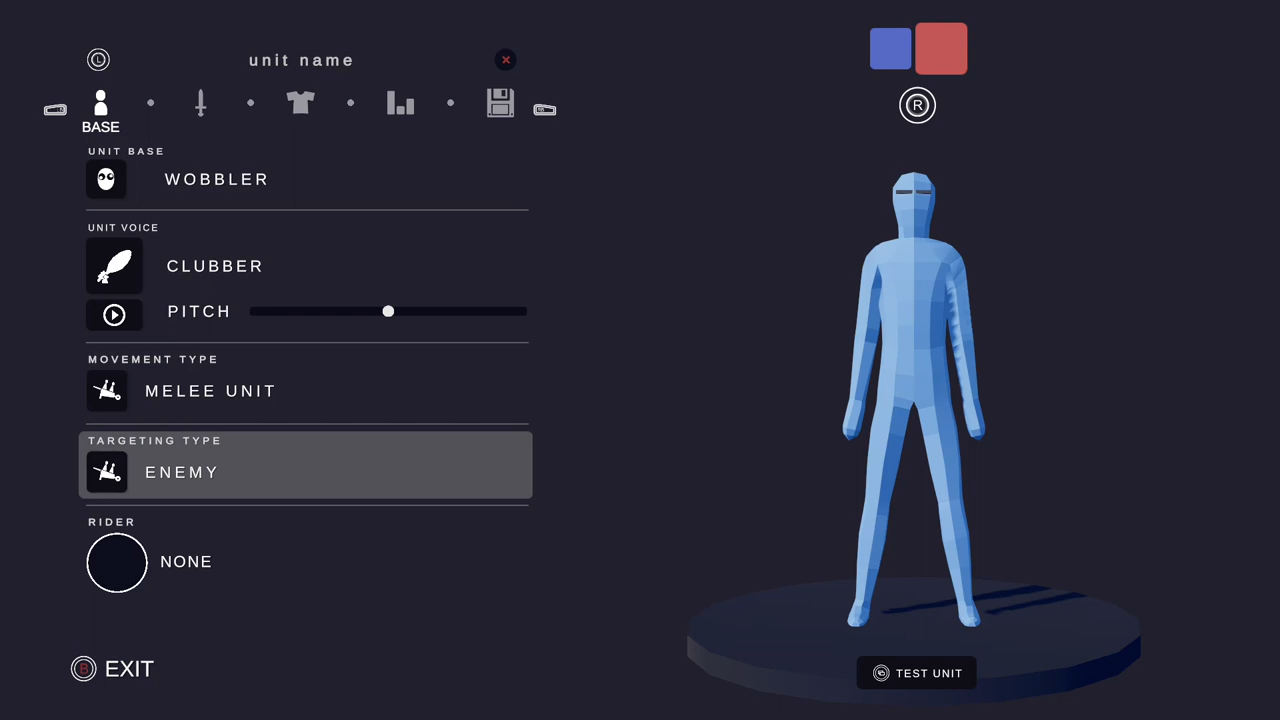 L
unit name
BASE
UNIT BASE
WOBBLER
UNIT VOICE
CLUBBER
PITCH
MOVEMENT TYPE
MELEE UNIT
TARGETING TYPE
ENEMY
RIDER
NONE
B EXIT
R
TEST UNIT